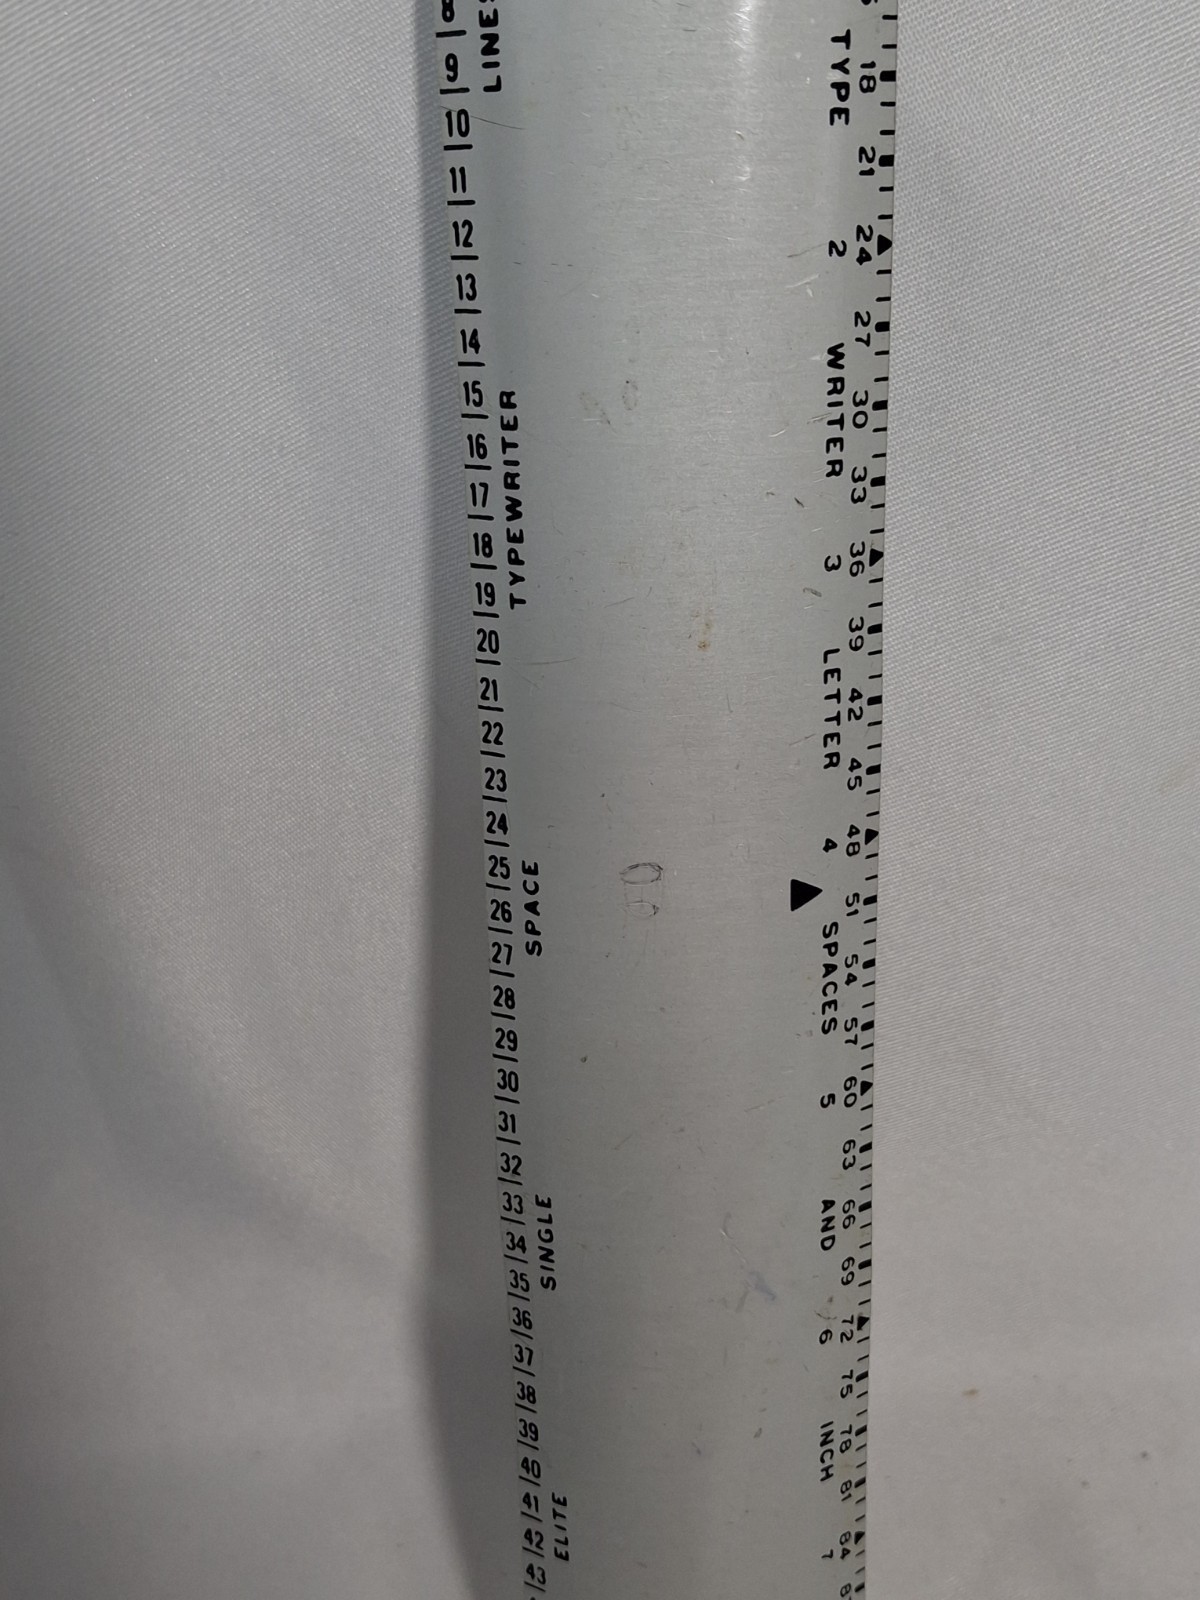 18 21 24 27 30 33 36 39 42 45 48 51 54 57 60 63 66 69 72 75 78 81 84
TYPE 2 WRITER 3 LETTER 4 SPACES 5 AND 6 INCH 7
ELITE SINGLE SPACE TYPEWRITER LINES
8 9 10 11 12 13 14 15 16 17 18 19 20 21 22 23 24 25 26 27 28 29 30 31 32 33 34 35 36 37 38 39 40 41 42 43